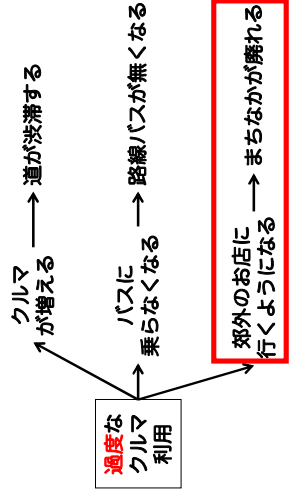 過度な
クルマ
利用
クルマ
が増える
道が渋滞する
バスに
乗らなくなる
路線バスが無くなる
郊外のお店に
行くようになる
まちなかが廃れる